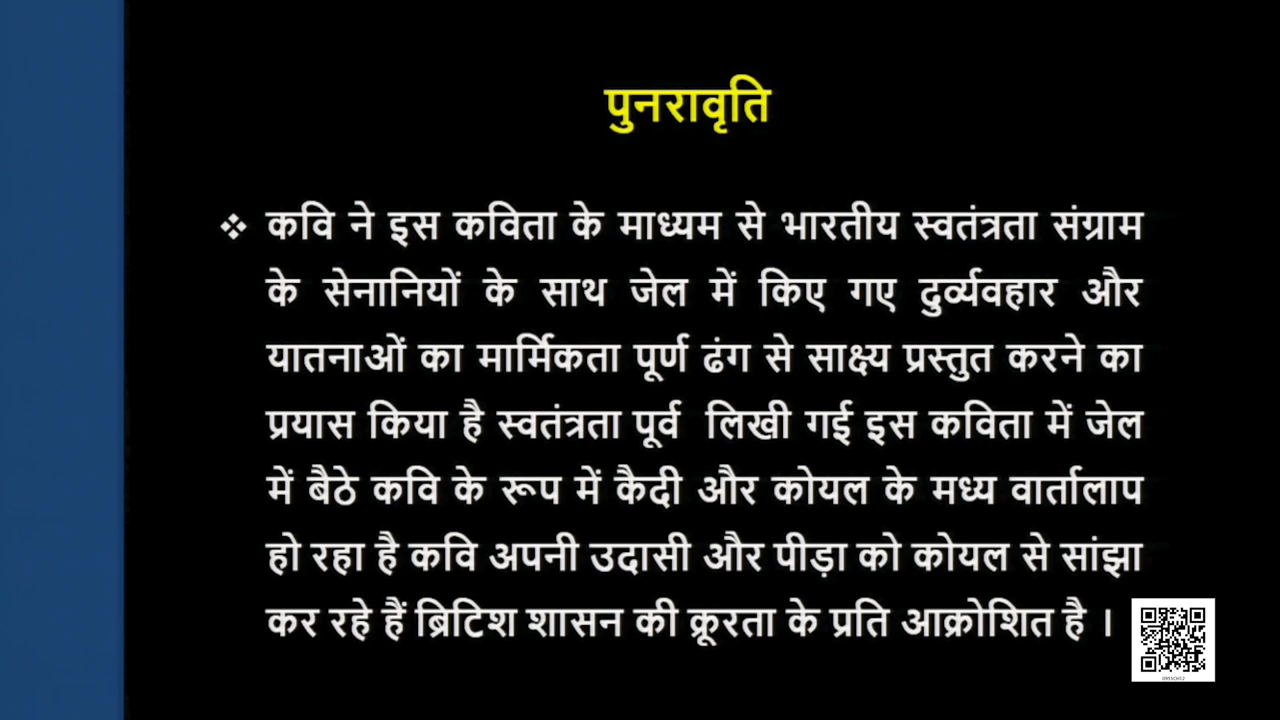 पुनरावृति
❖ कवि ने इस कविता के माध्यम से भारतीय स्वतंत्रता संग्राम
के सेनानियों के साथ जेल में किए गए दुर्व्यवहार और
यातनाओं का मार्मिकता पूर्ण ढंग से साक्ष्य प्रस्तुत करने का
प्रयास किया है स्वतंत्रता पूर्व लिखी गई इस कविता में जेल
में बैठे कवि के रूप में कैदी और कोयल के मध्य वार्तालाप
हो रहा है कवि अपनी उदासी और पीड़ा को कोयल से सांझा
कर रहे हैं ब्रिटिश शासन की क्रूरता के प्रति आक्रोशित है ।